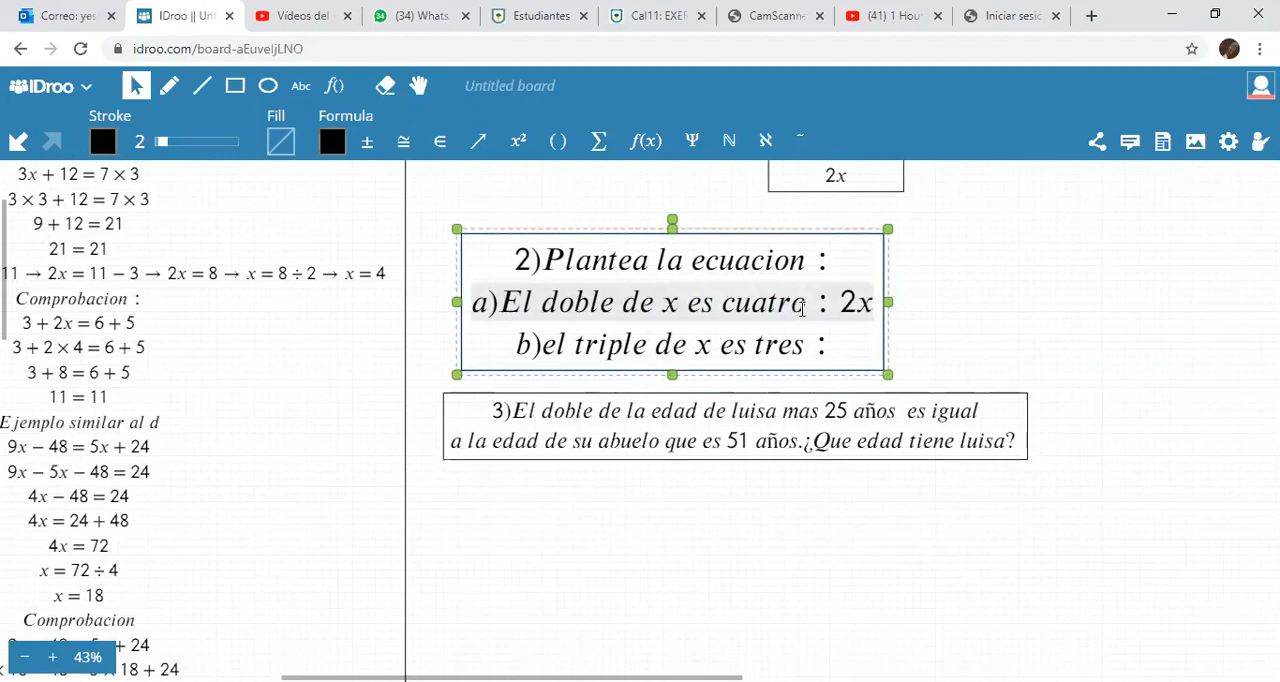 Correo: yesl
IDroo || Unt
Vídeos del
(34) Whats
Estudiantes
Cal11: EXER
CamScanne
(41) 1 Hour
Iniciar sesic
idroo.com/board-aEuveljLNO
IDroo
Abc
f()
Untitled board
Stroke
Fill
Formula
2
± ≅ ∈ x² ( ) ∑ f(x) Ψ ℕ ℵ ~
3x + 12 = 7 × 3
3 × 3 + 12 = 7 × 3
9 + 12 = 21
21 = 21
11 → 2x = 11 − 3 → 2x = 8 → x = 8 ÷ 2 → x = 4
Comprobacion :
3 + 2x = 6 + 5
3 + 2 × 4 = 6 + 5
3 + 8 = 6 + 5
11 = 11
Ejemplo similar al d
9x − 48 = 5x + 24
9x − 5x − 48 = 24
4x − 48 = 24
4x = 24 + 48
4x = 72
x = 72 ÷ 4
x = 18
Comprobacion
+ 24
× 18 + 24
− + 43%
2x
2)Plantea la ecuacion :
a)El doble de x es cuatro : 2x
b)el triple de x es tres :
3)El doble de la edad de luisa mas 25 años es igual
a la edad de su abuelo que es 51 años.¿Que edad tiene luisa?